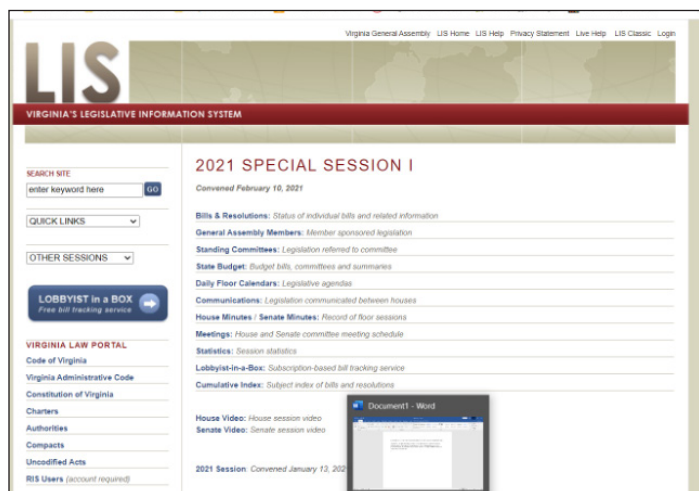 Virginia General Assembly LIS Home LIS Help Privacy Statement Live Help LIS Classic Login
LIS
VIRGINIA'S LEGISLATIVE INFORMATION SYSTEM
SEARCH SITE
enter keyword here GO
QUICK LINKS
OTHER SESSIONS
LOBBYIST in a BOX
Free bill tracking service
VIRGINIA LAW PORTAL
Code of Virginia
Virginia Administrative Code
Constitution of Virginia
Charters
Authorities
Compacts
Uncodified Acts
RIS Users (account required)
2021 SPECIAL SESSION I
Convened February 10, 2021
Bills & Resolutions: Status of individual bills and related information
General Assembly Members: Member sponsored legislation
Standing Committees: Legislation referred to committee
State Budget: Budget bills, committees and summaries
Daily Floor Calendars: Legislative agendas
Communications: Legislation communicated between houses
House Minutes / Senate Minutes: Record of floor sessions
Meetings: House and Senate committee meeting schedule
Statistics: Session statistics
Lobbyist-in-a-Box: Subscription-based bill tracking service
Cumulative Index: Subject index of bills and resolutions
House Video: House session video
Senate Video: Senate session video
2021 Session: Convened January 13, 202
Document1 - Word